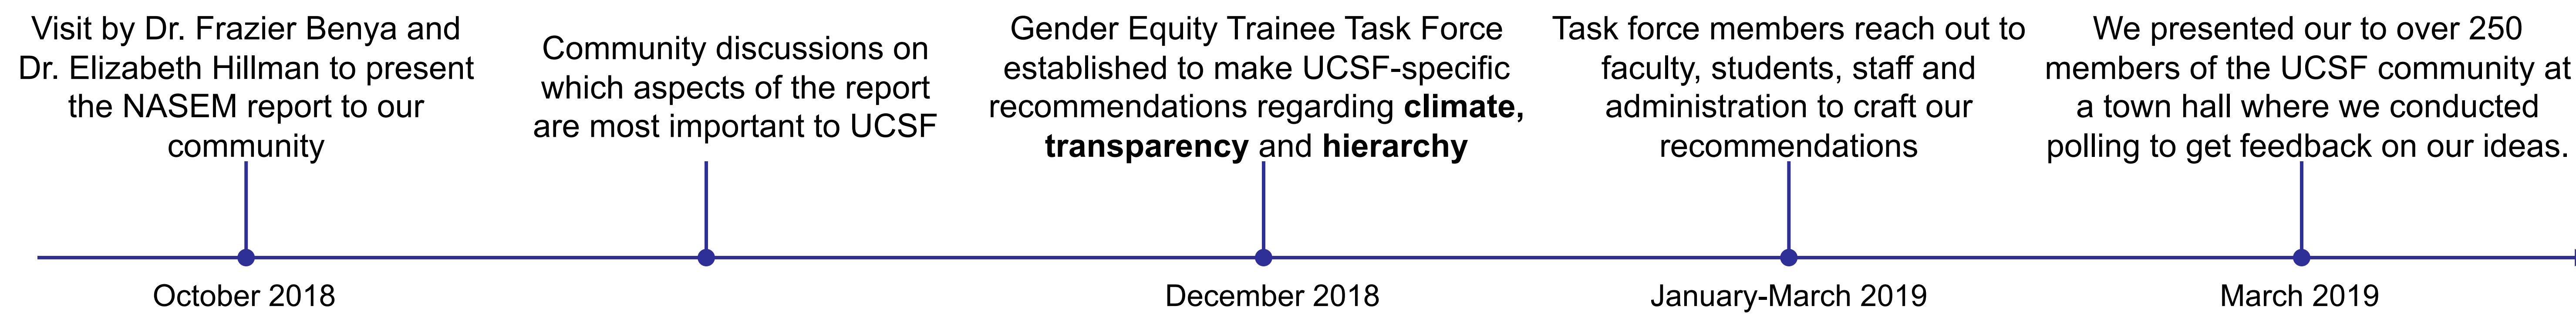 Visit by Dr. Frazier Benya and
Dr. Elizabeth Hillman to present
the NASEM report to our
community
Community discussions on
which aspects of the report
are most important to UCSF
Gender Equity Trainee Task Force
established to make UCSF-specific
recommendations regarding climate,
transparency and hierarchy
Task force members reach out to
faculty, students, staff and
administration to craft our
recommendations
We presented our to over 250
members of the UCSF community at
a town hall where we conducted
polling to get feedback on our ideas.
October 2018
December 2018
January-March 2019
March 2019